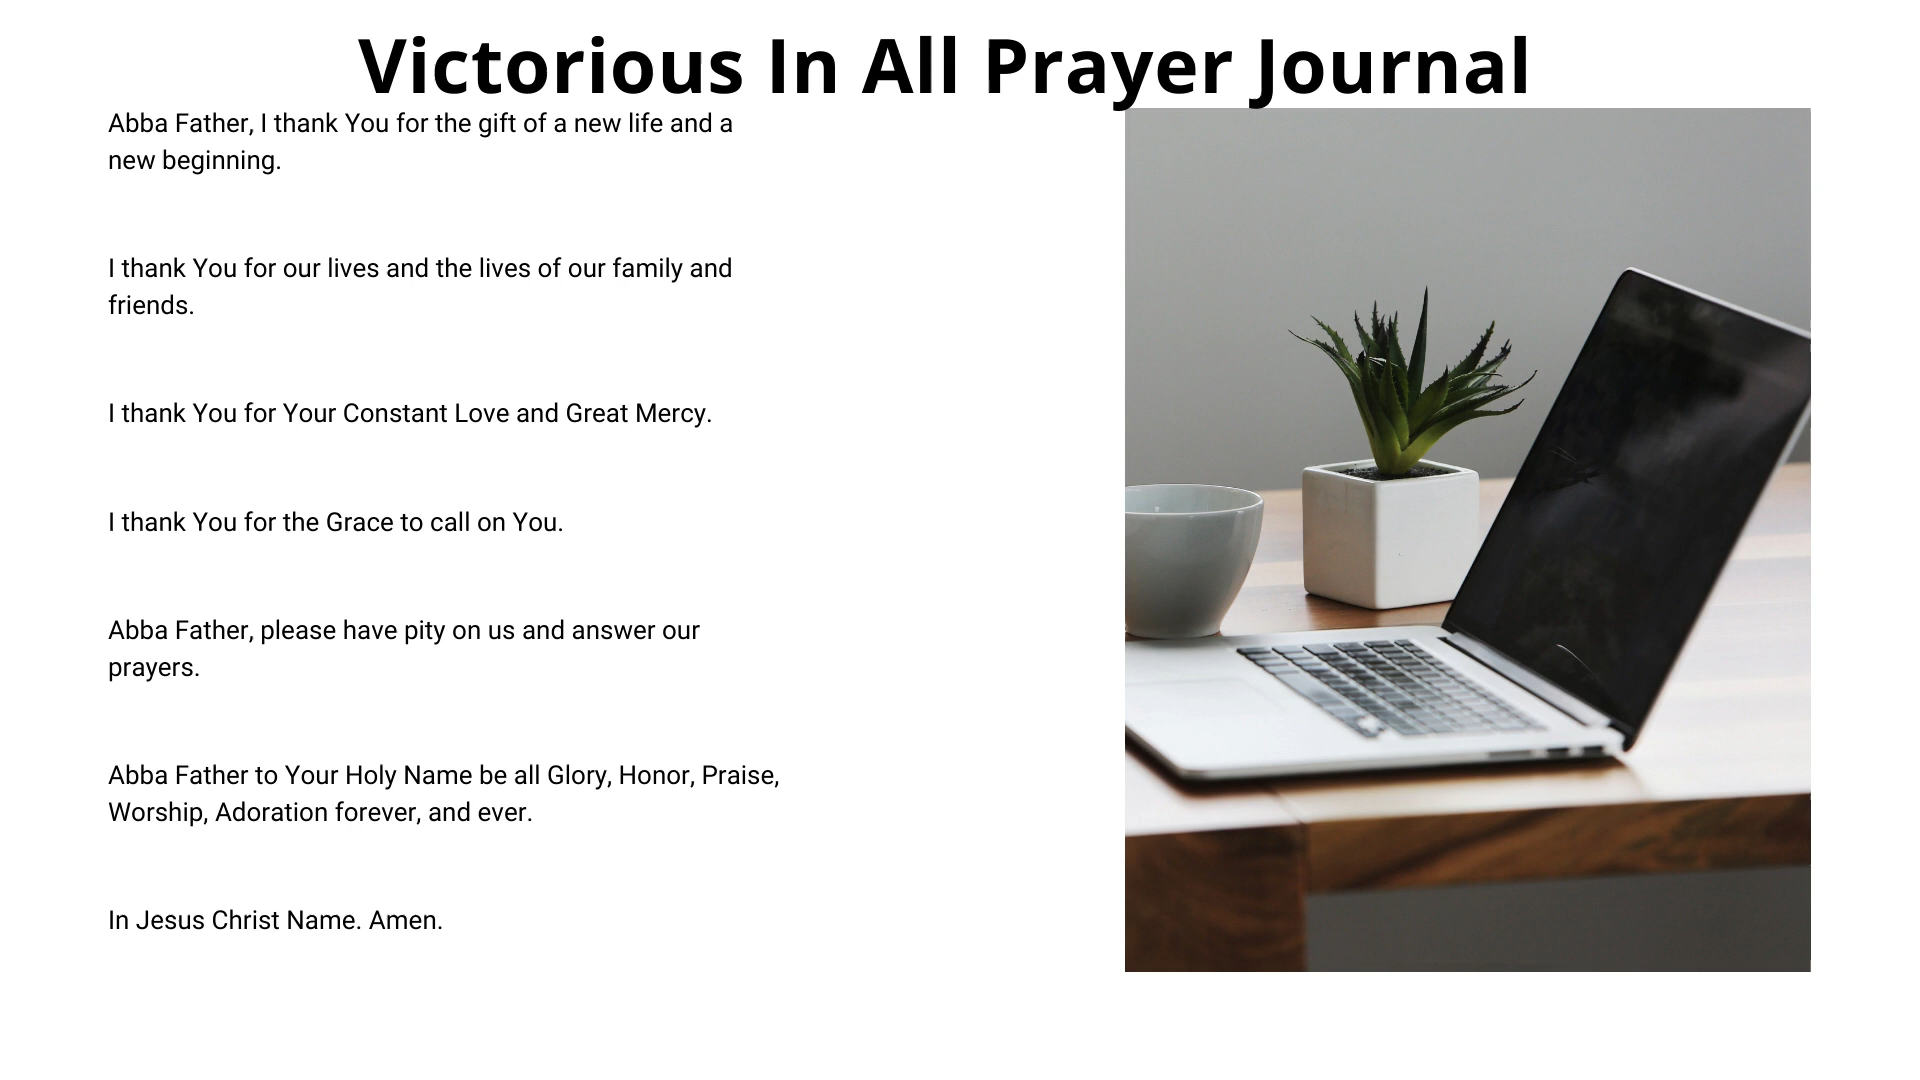 Victorious In All Prayer Journal
Abba Father, I thank You for the gift of a new life and a
new beginning.
I thank You for our lives and the lives of our family and
friends.
I thank You for Your Constant Love and Great Mercy.
I thank You for the Grace to call on You.
Abba Father, please have pity on us and answer our
prayers.
Abba Father to Your Holy Name be all Glory, Honor, Praise,
Worship, Adoration forever, and ever.
In Jesus Christ Name. Amen.